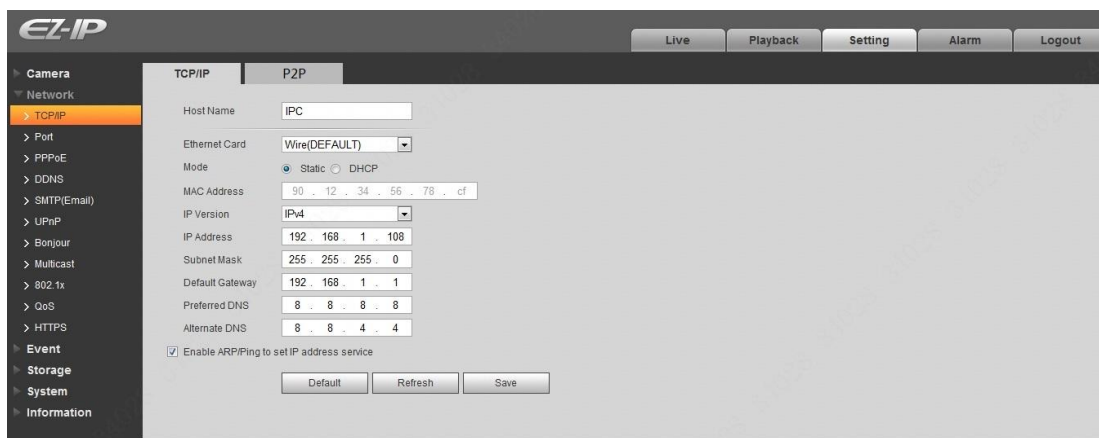 EZ-IP
Live Playback Setting Alarm Logout
Camera
Network
TCP/IP
Port
PPPoE
DDNS
SMTP(Email)
UPnP
Bonjour
Multicast
802.1x
QoS
HTTPS
Event
Storage
System
Information
TCP/IP P2P
Host Name IPC
Ethernet Card Wire(DEFAULT)
Mode Static DHCP
MAC Address 90 . 12 . 34 . 56 . 78 . cf
IP Version IPv4
IP Address 192 . 168 . 1 . 108
Subnet Mask 255 . 255 . 255 . 0
Default Gateway 192 . 168 . 1 . 1
Preferred DNS 8 . 8 . 8 . 8
Alternate DNS 8 . 8 . 4 . 4
Enable ARP/Ping to set IP address service
Default Refresh Save